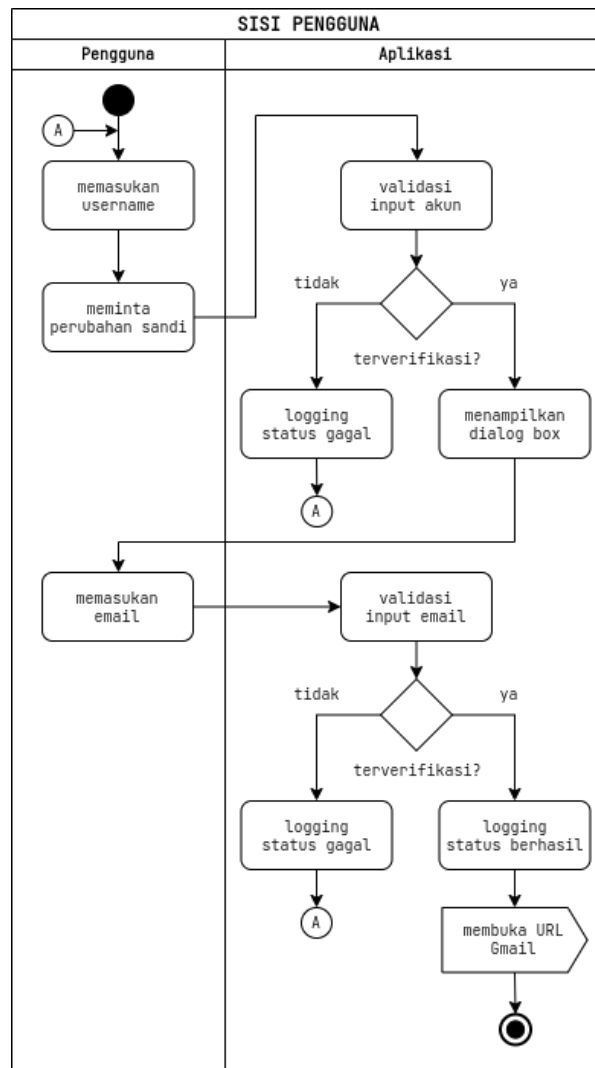 SISI PENGGUNA
Pengguna
Aplikasi
A
memasukan
username
validasi
input akun
meminta
perubahan sandi
tidak
ya
terverifikasi?
logging
status gagal
menampilkan
dialog box
A
memasukan
email
validasi
input email
tidak
ya
terverifikasi?
logging
status gagal
logging
status berhasil
A
membuka URL
Gmail